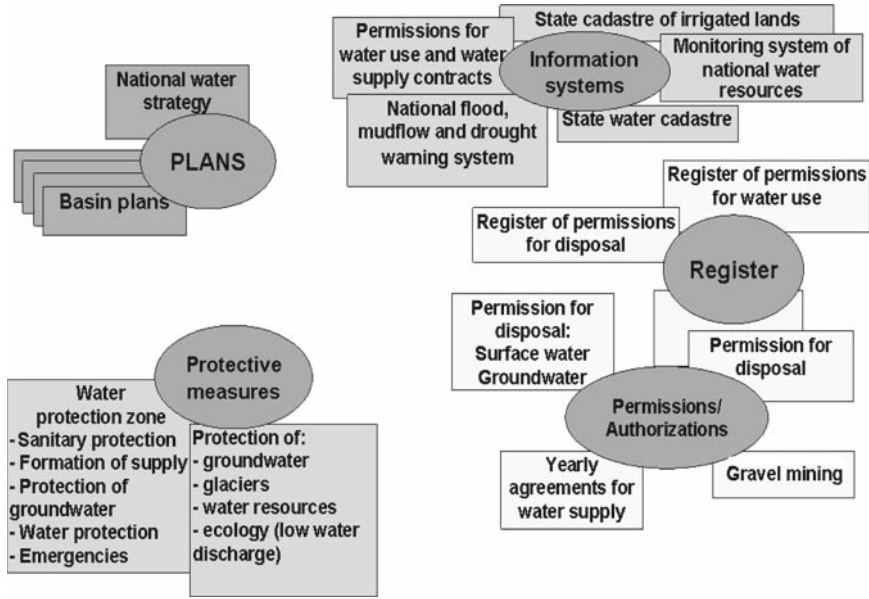 National water
strategy
PLANS
Basin plans
State cadastre of irrigated lands
Permissions for
water use and water
supply contracts
Information
systems
Monitoring system of
national water
resources
National flood,
mudflow and drought
warning system
State water cadastre
Register of permissions
for water use
Register of permissions
for disposal
Register
Permission for
disposal:
Surface water
Groundwater
Permission for
disposal
Permissions/
Authorizations
Yearly
agreements for
water supply
Gravel mining
Protective
measures
Water
protection zone
- Sanitary protection
- Formation of supply
- Protection of
groundwater
- Water protection
- Emergencies
Protection of:
- groundwater
- glaciers
- water resources
- ecology (low water
discharge)